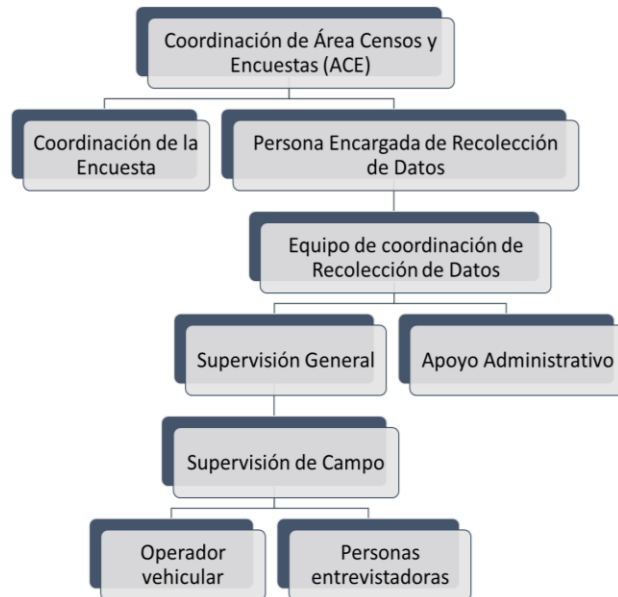 Coordinación de Área Censos y
Encuestas (ACE)
Coordinación de la
Encuesta
Persona Encargada de Recolección
de Datos
Equipo de coordinación de
Recolección de Datos
Supervisión General
Apoyo Administrativo
Supervisión de Campo
Operador
vehicular
Personas
entrevistadoras